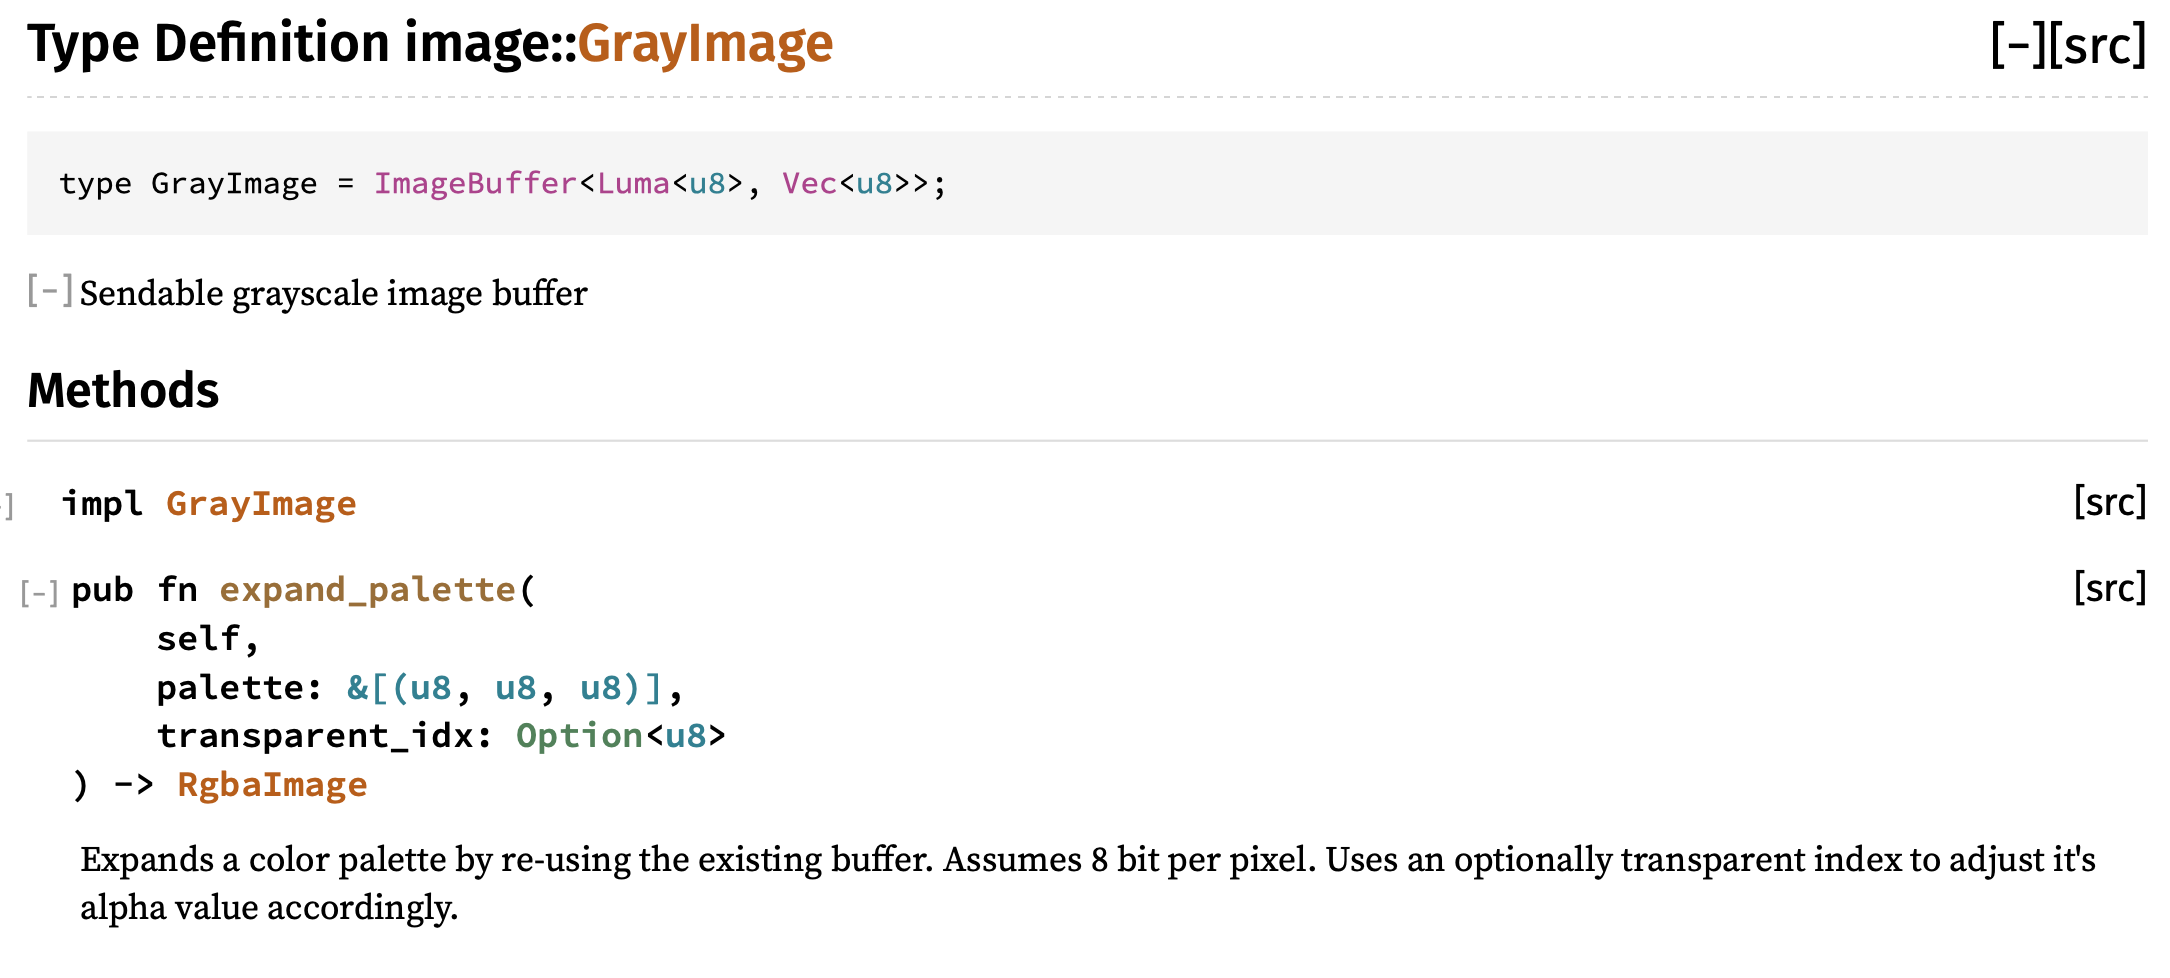 Type Definition image::GrayImage [-][src]
type GrayImage = ImageBuffer<Luma<u8>, Vec<u8>>;
[-] Sendable grayscale image buffer
Methods
] impl GrayImage [src]
[-] pub fn expand_palette( [src]
self,
palette: &[(u8, u8, u8)],
transparent_idx: Option<u8>
) -> RgbaImage
Expands a color palette by re-using the existing buffer. Assumes 8 bit per pixel. Uses an optionally transparent index to adjust it's
alpha value accordingly.